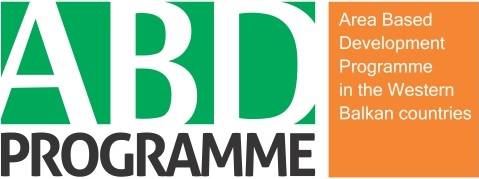 ABD
PROGRAMME
Area Based
Development
Programme
in the Western
Balkan countries